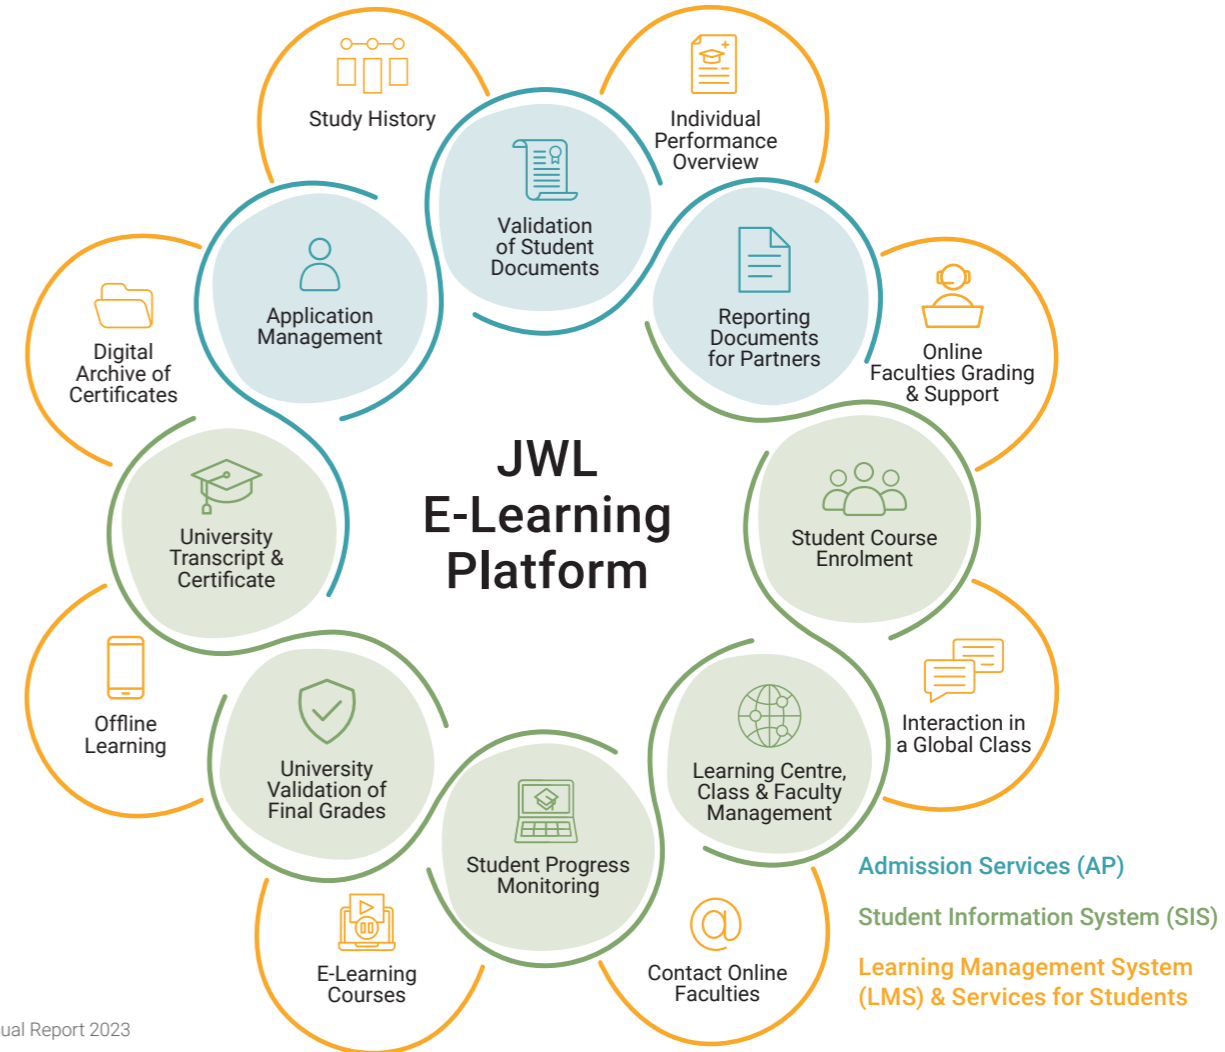 Study History
Individual
Performance
Overview
Validation
of Student
Documents
Application
Management
Reporting
Documents
for Partners
Digital
Archive of
Certificates
Online
Faculties Grading
& Support
JWL
E-Learning
Platform
University
Transcript &
Certificate
Student Course
Enrolment
Offline
Learning
Interaction in
a Global Class
University
Validation of
Final Grades
Learning Centre,
Class & Faculty
Management
Student Progress
Monitoring
E-Learning
Courses
@
Contact Online
Faculties
Admission Services (AP)
Student Information System (SIS)
Learning Management System
(LMS) & Services for Students
Report 2023